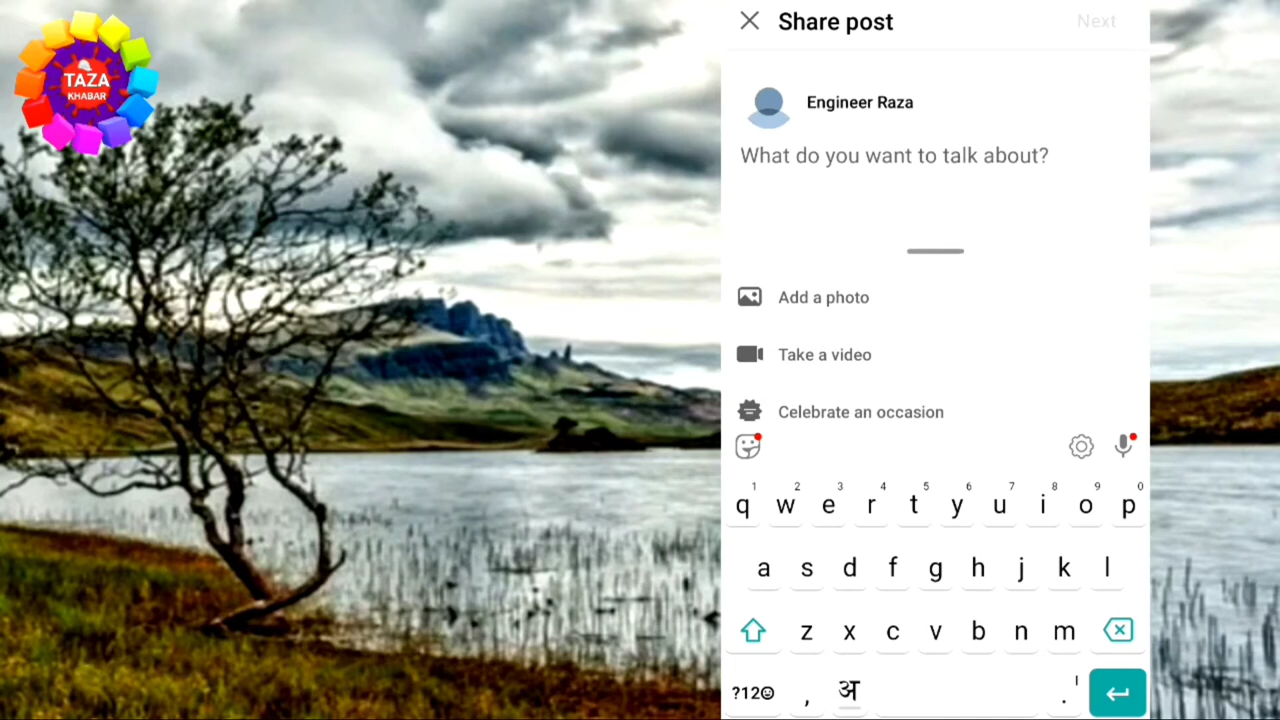 TAZA
KHABAR
Share post
Next
Engineer Raza
What do you want to talk about?
Add a photo
Take a video
Celebrate an occasion
1 2 3 4 5 6 7 8 9 0
q w e r t y u i o p
a s d f g h j k l
z x c v b n m
?12☺ , अ . '